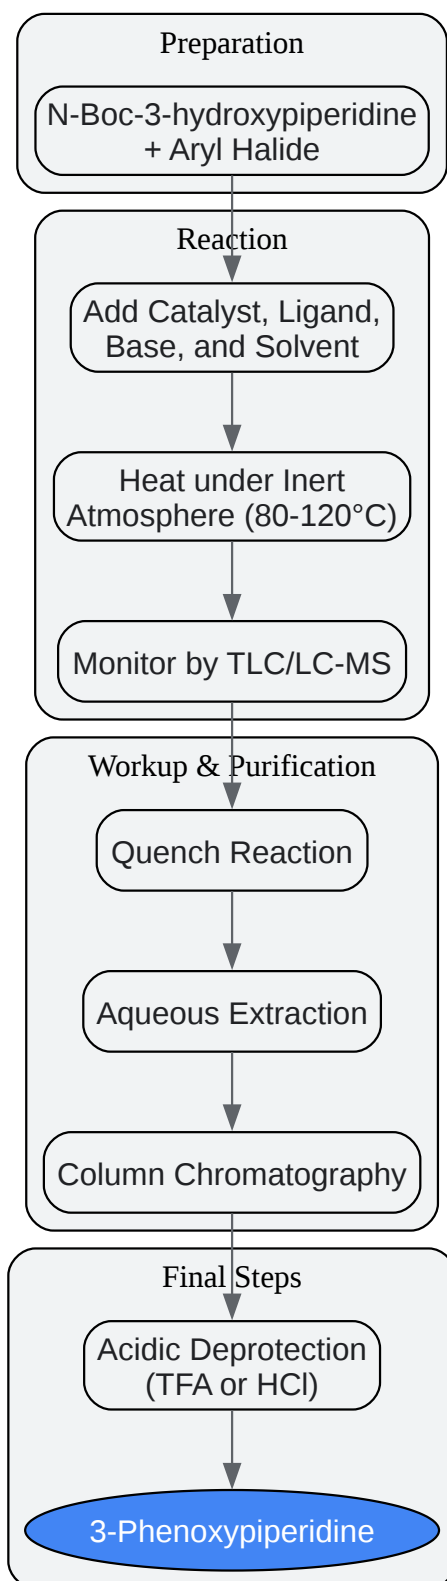 Preparation
N-Boc-3-hydroxypiperidine
+ Aryl Halide
Reaction
Add Catalyst, Ligand,
Base, and Solvent
Heat under Inert
Atmosphere (80-120°C)
Monitor by TLC/LC-MS
Workup & Purification
Quench Reaction
Aqueous Extraction
Column Chromatography
Final Steps
Acidic Deprotection
(TFA or HCl)
3-Phenoxypiperidine